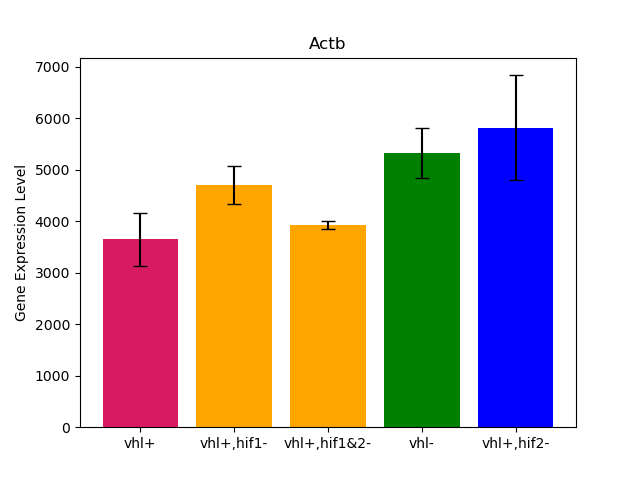 Actb
Gene Expression Level
7000
6000
5000
4000
3000
2000
1000
0
vhl+ vhl+,hif1- vhl+,hif1&2- vhl- vhl+,hif2-